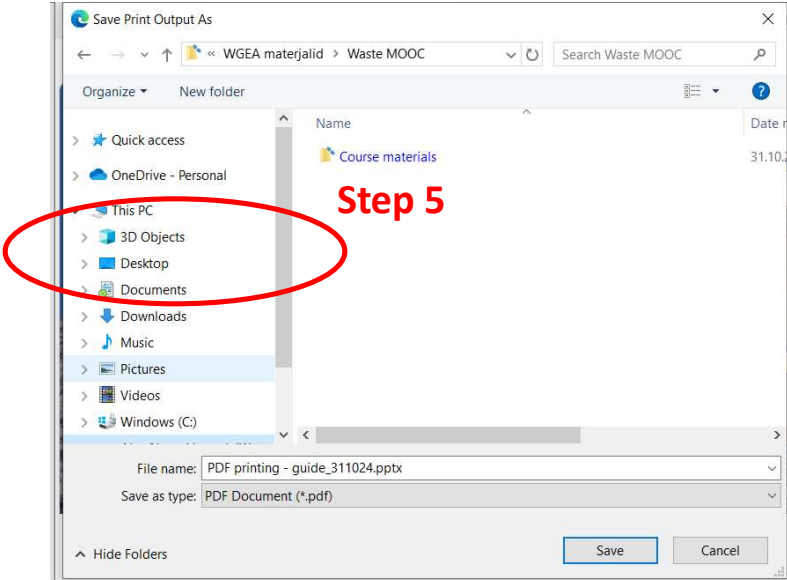 Save Print Output As
« WGEA materjalid > Waste MOOC
Search Waste MOOC
Organize
New folder
Name
Date
Quick access
Course materials
31.10.
OneDrive - Personal
Step 5
This PC
3D Objects
Desktop
Documents
Downloads
Music
Pictures
Videos
Windows (C:)
File name: PDF printing - guide_311024.pptx
Save as type: PDF Document (*.pdf)
Hide Folders
Save
Cancel